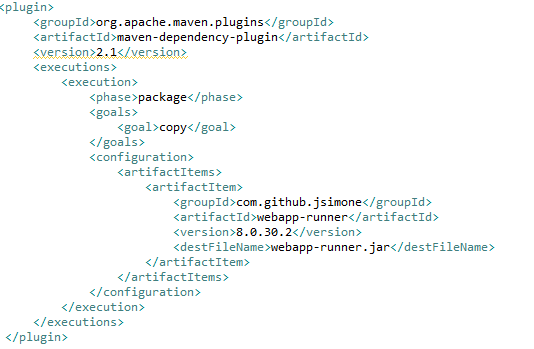 <plugin>
    <groupId>org.apache.maven.plugins</groupId>
    <artifactId>maven-dependency-plugin</artifactId>
    <version>2.1</version>
    <executions>
        <execution>
            <phase>package</phase>
            <goals>
                <goal>copy</goal>
            </goals>
            <configuration>
                <artifactItems>
                    <artifactItem>
                        <groupId>com.github.jsimone</groupId>
                        <artifactId>webapp-runner</artifactId>
                        <version>8.0.30.2</version>
                        <destFileName>webapp-runner.jar</destFileName>
                    </artifactItem>
                </artifactItems>
            </configuration>
        </execution>
    </executions>
</plugin>